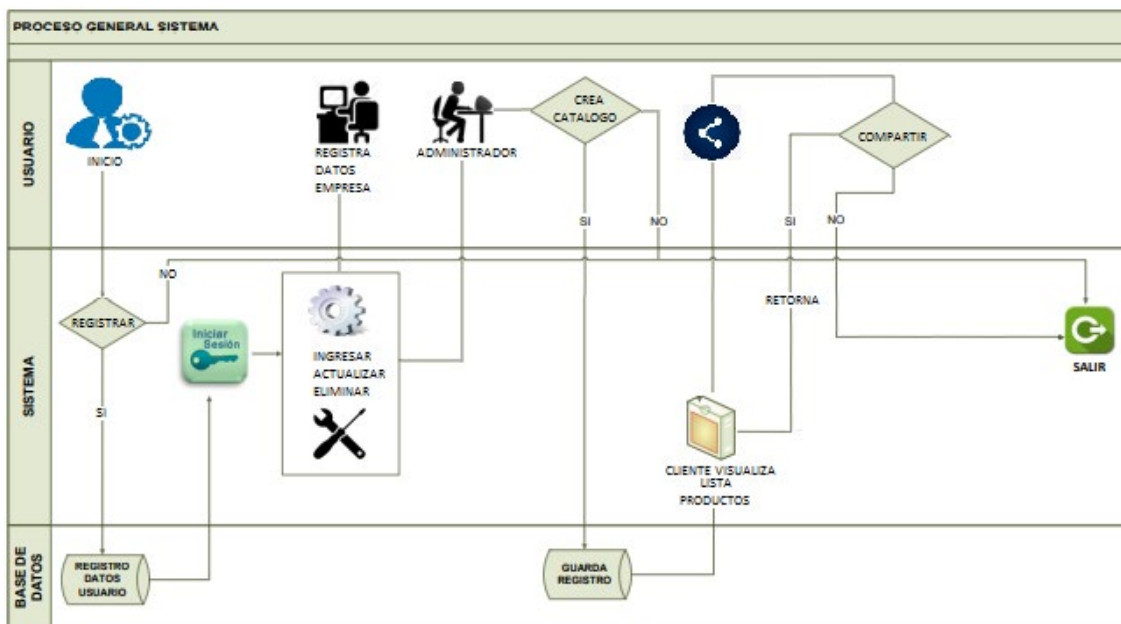 PROCESO GENERAL SISTEMA
USUARIO
INICIO
REGISTRA
DATOS
EMPRESA
ADMINISTRADOR
CREA
CATALOGO
COMPARTIR
SI
NO
SI
NO
SISTEMA
NO
REGISTRAR
SI
Iniciar
Sesión
INGRESAR
ACTUALIZAR
ELIMINAR
RETORNA
SALIR
CLIENTE VISUALIZA
LISTA
PRODUCTOS
BASE DE
DATOS
REGISTRO
DATOS
USUARIO
GUARDA
REGISTRO